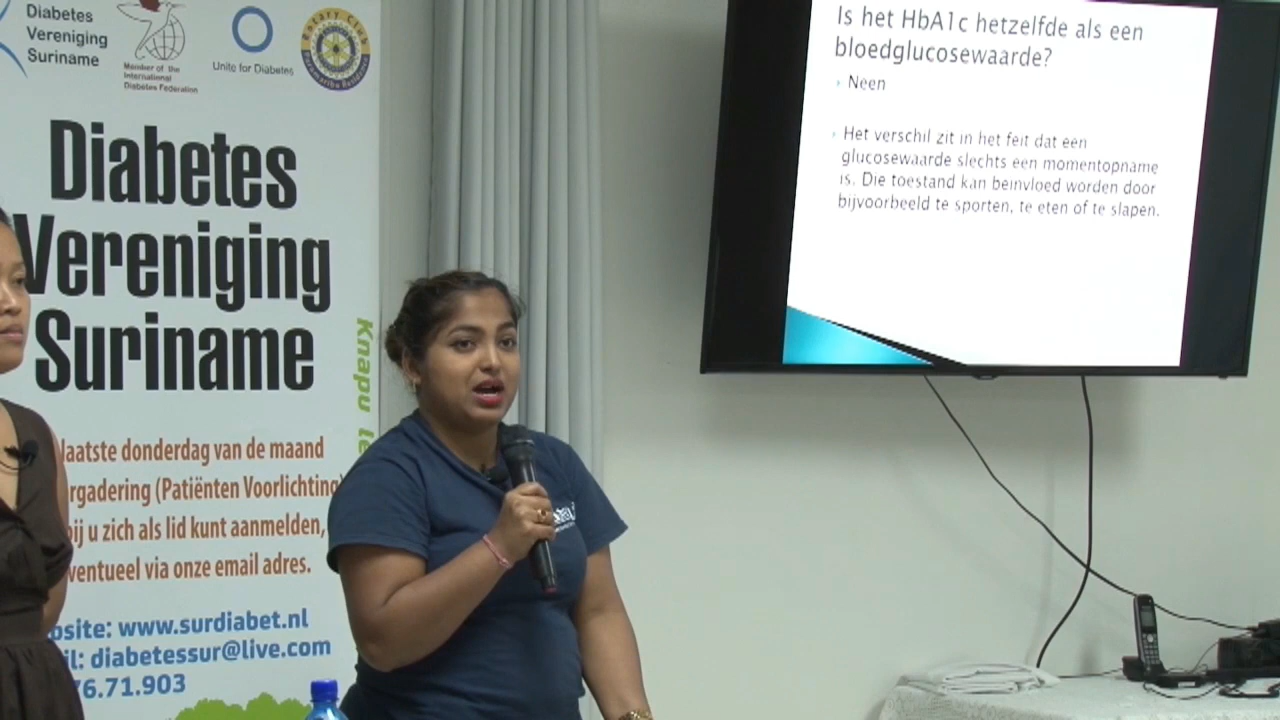 Diabetes
Vereniging
Suriname
Member of the
International
Diabetes Federation
Unite for Diabetes
Rotary Club
Diabetes
Vereniging
Suriname
Knapu
laatste donderdag van de maand
rgadering (Patiënten Voorlichting)
ij u zich als lid kunt aanmelden,
ventueel via onze email adres.
bsite: www.surdiabet.nl
il: diabetessur@live.com
76.71.903
Is het HbA1c hetzelfde als een
bloedglucosewaarde?
Neen
Het verschil zit in het feit dat een
glucosewaarde slechts een momentopname
is. Die toestand kan beinvloed worden door
bijvoorbeeld te sporten, te eten of te slapen.